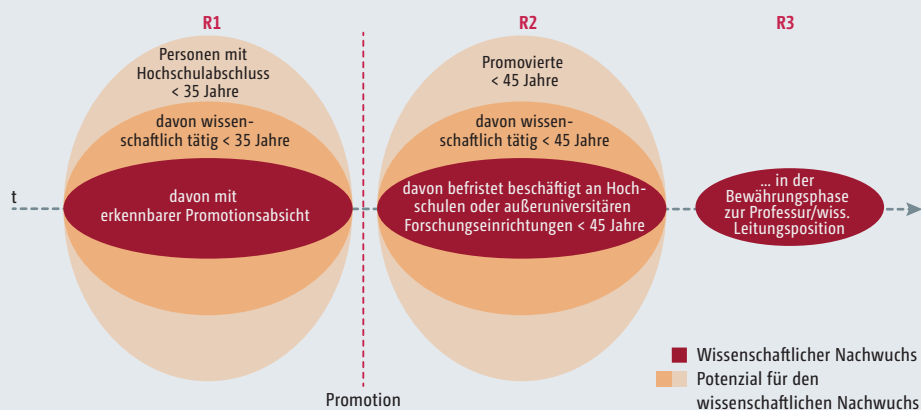 R1
R2
R3
Personen mit
Hochschulabschluss
< 35 Jahre
davon wissen-
schaftlich tätig < 35 Jahre
davon mit
erkennbarer Promotionsabsicht
Promovierte
< 45 Jahre
davon wissen-
schaftlich tätig < 45 Jahre
davon befristet beschäftigt an Hoch-
schulen oder außeruniversitären
Forschungseinrichtungen < 45 Jahre
... in der
Bewährungsphase
zur Professur/wiss.
Leitungsposition
t
Promotion
Wissenschaftlicher Nachwuchs
Potenzial für den
wissenschaftlichen Nachwuchs